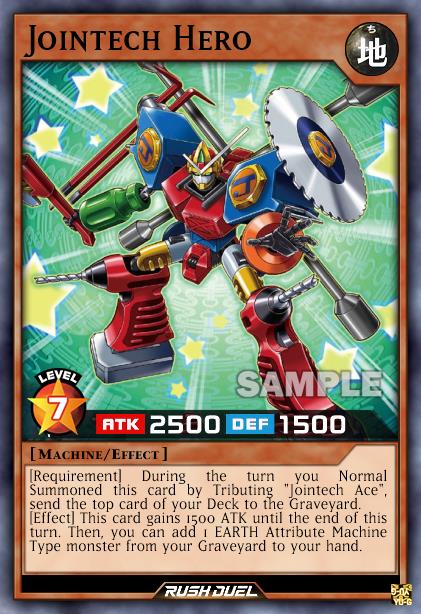 Jointech Hero
ち
地
SAMPLE
LEVEL
7
ATK 2500 DEF 1500
[Machine/Effect]
[Requirement] During the turn you Normal
Summoned this card by Tributing "Jointech Ace",
send the top card of your Deck to the Graveyard.
[Effect] This card gains 1500 ATK until the end of this
turn. Then, you can add 1 EARTH Attribute Machine
Type monster from your Graveyard to your hand.
RUSH DUEL